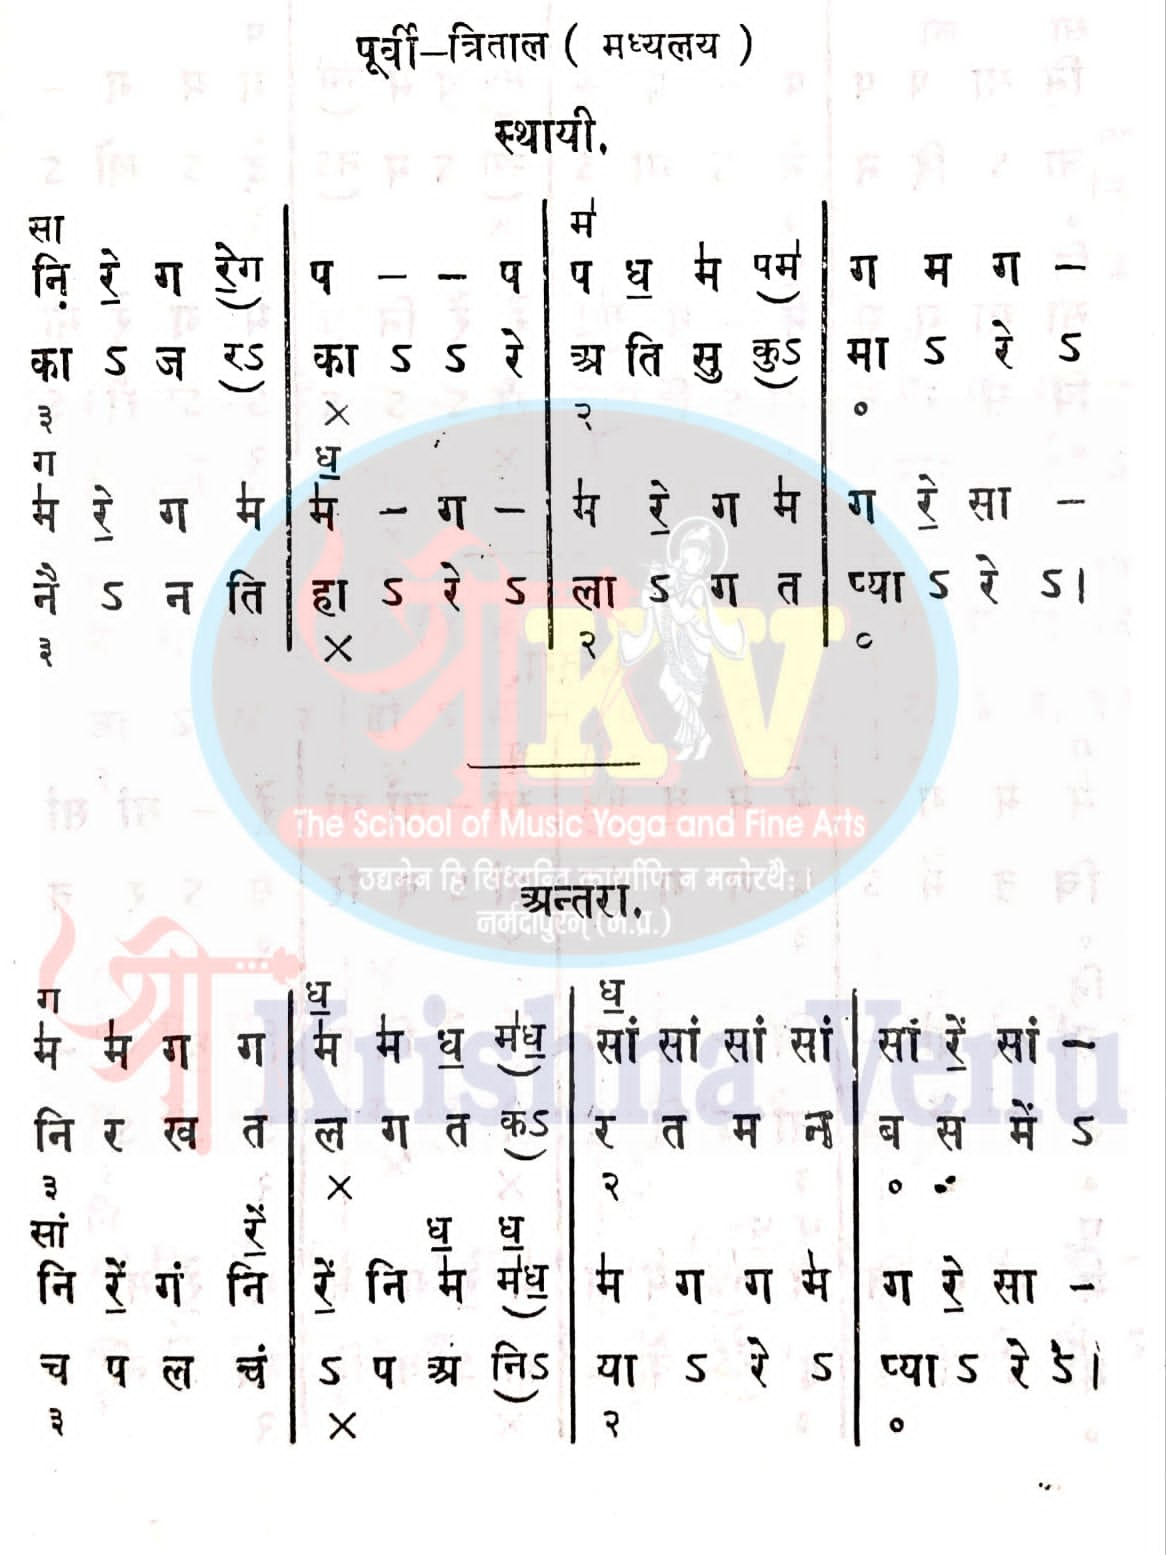 पूर्वी–त्रिताल ( मध्यलय )
स्थायी.
सा म॑
नि़ रे॒ ग रे॒ग | प – – प | प ध॒ म॑ पम॑ | ग म ग –
का ऽ ज रऽ | का ऽ ऽ रे | अ ति सु कुऽ | मा ऽ रे ऽ
३ × २ ०
ग ध॒
म॑ रे॒ ग म॑ | म॑ – ग – | म॑ रे॒ ग म॑ | ग रे॒ सा –
नै ऽ न ति | हा ऽ रे ऽ | ला ऽ ग त | प्या ऽ रे ऽ।
३ × २ ०
श्री KV
The School of Music Yoga and Fine Arts
उद्यमेन हि सिध्यन्ति कार्याणि न मनोरथैः।
अन्तरा.
नर्मदापुरम् (म.प्र.)
श्री Krishna Venu
ग ध॒ ध॒
म॑ म॑ ग ग | म॑ म॑ ध॒ म॑ध॒ | सां सां सां सां | सां रें॒ सां –
नि र ख त | ल ग त कऽ | र त म न | ब स में ऽ
३ × २ ०
सां रें॒ ध॒ ध॒
नि रें॒ गं नि | रें॒ नि म॑ म॑ध॒ | म॑ ग ग म॑ | ग रे॒ सा –
च प ल चं | ऽ प अं निऽ | या ऽ रे ऽ | प्या ऽ रे ऽ।
३ × २ ०